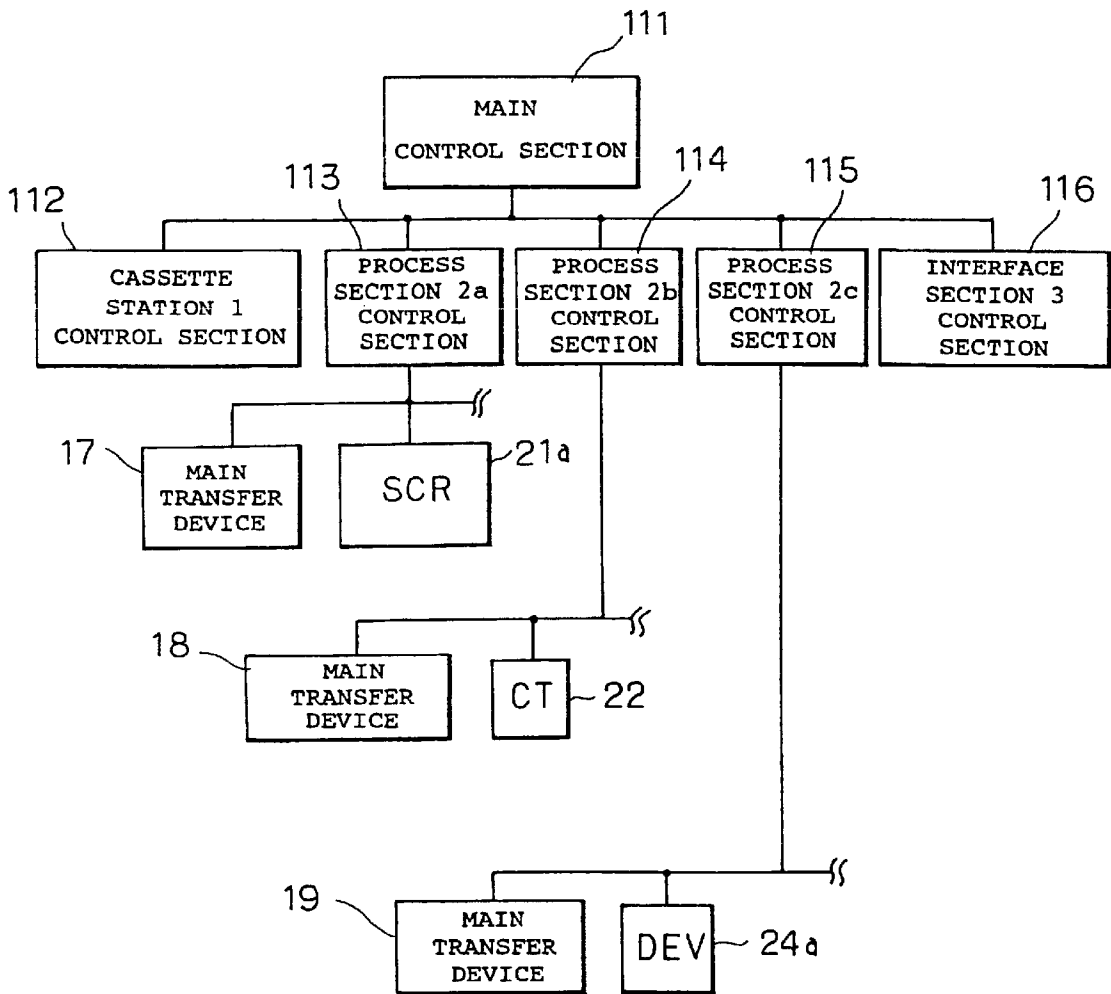 111
MAIN
CONTROL SECTION
112
113
114
115
116
CASSETTE
STATION 1
CONTROL SECTION
PROCESS
SECTION 2a
CONTROL
SECTION
PROCESS
SECTION 2b
CONTROL
SECTION
PROCESS
SECTION 2c
CONTROL
SECTION
INTERFACE
SECTION 3
CONTROL
SECTION
17
MAIN
TRANSFER
DEVICE
SCR
21a
18
MAIN
TRANSFER
DEVICE
CT
22
19
MAIN
TRANSFER
DEVICE
DEV
24a